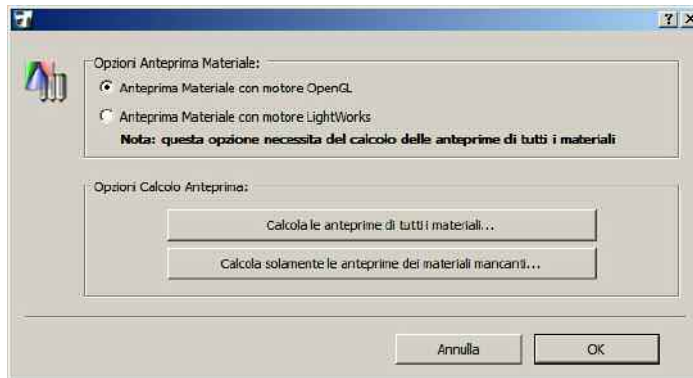 Opzioni Anteprima Materiale:
Anteprima Materiale con motore OpenGL
Anteprima Materiale con motore LightWorks
Nota: questa opzione necessita del calcolo delle anteprime di tutti i materiali
Opzioni Calcolo Anteprima:
Calcola le anteprime di tutti i materiali...
Calcola solamente le anteprime dei materiali mancanti...
Annulla
OK